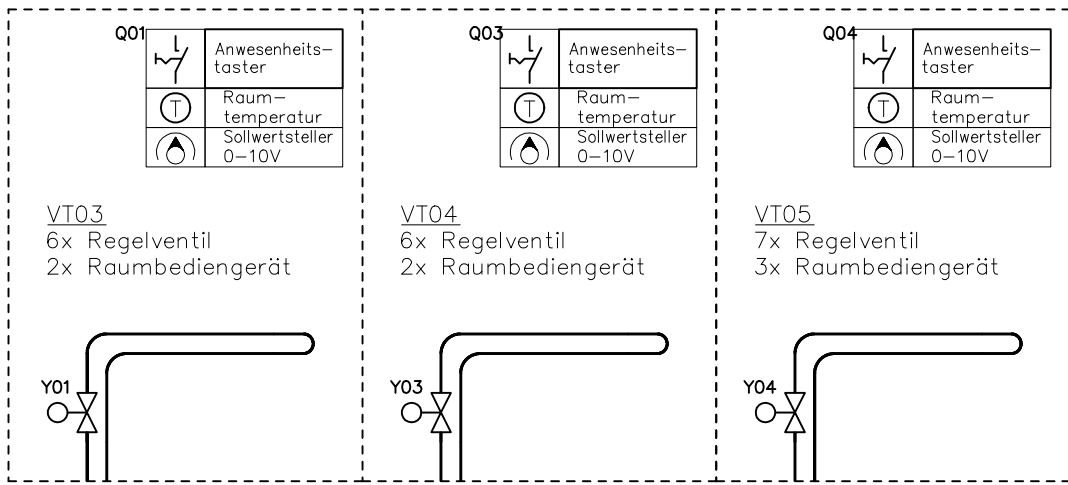 Q01
Anwesenheits-
taster
T
Raum-
temperatur
Sollwertsteller
0-10V
VT03
6x Regelventil
2x Raumbediengerät
Y01
Q03
Anwesenheits-
taster
T
Raum-
temperatur
Sollwertsteller
0-10V
VT04
6x Regelventil
2x Raumbediengerät
Y03
Q04
Anwesenheits-
taster
T
Raum-
temperatur
Sollwertsteller
0-10V
VT05
7x Regelventil
3x Raumbediengerät
Y04